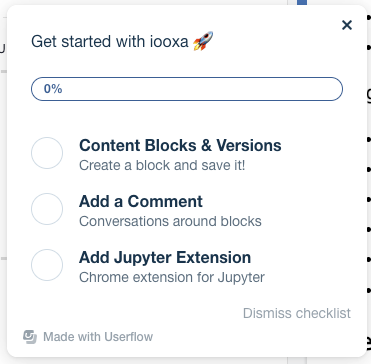 Get started with iooxa 🚀
0%
Content Blocks & Versions
Create a block and save it!
Add a Comment
Conversations around blocks
Add Jupyter Extension
Chrome extension for Jupyter
Dismiss checklist
Made with Userflow